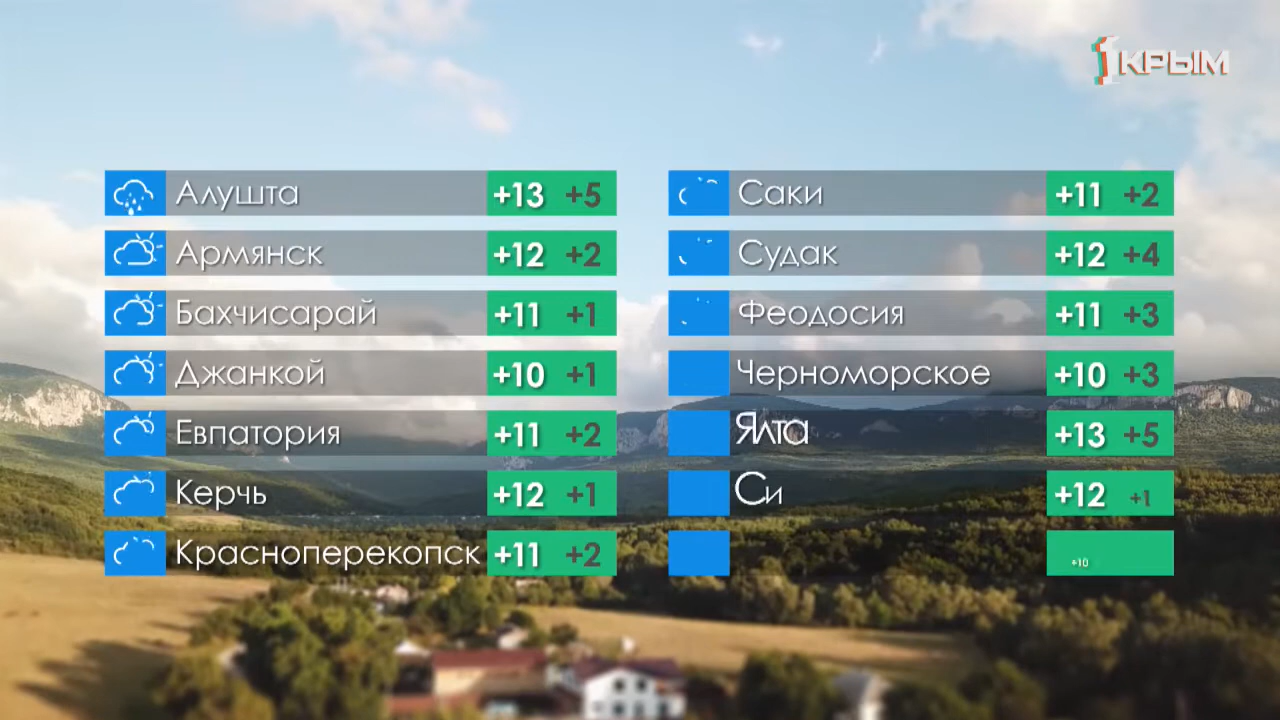 1 КРЫМ
Алушта +13 +5
Армянск +12 +2
Бахчисарай +11 +1
Джанкой +10 +1
Евпатория +11 +2
Керчь +12 +1
Красноперекопск +11 +2
Саки +11 +2
Судак +12 +4
Феодосия +11 +3
Черноморское +10 +3
Ялта +13 +5
Си +12 +1
+10